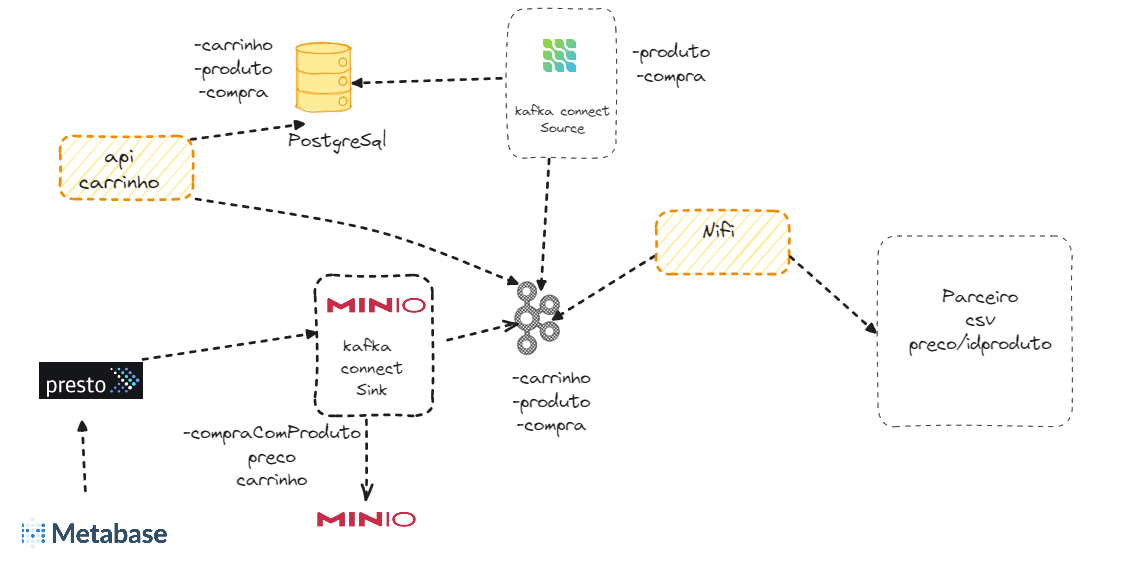 -carrinho
-produto
-compra
PostgreSql
kafka connect
Source
-produto
-compra
api
carrinho
Nifi
Parceiro
csv
preco/idproduto
MINIO
kafka
connect
Sink
-carrinho
-produto
-compra
presto
-compraComProduto
preco
carrinho
MINIO
Metabase